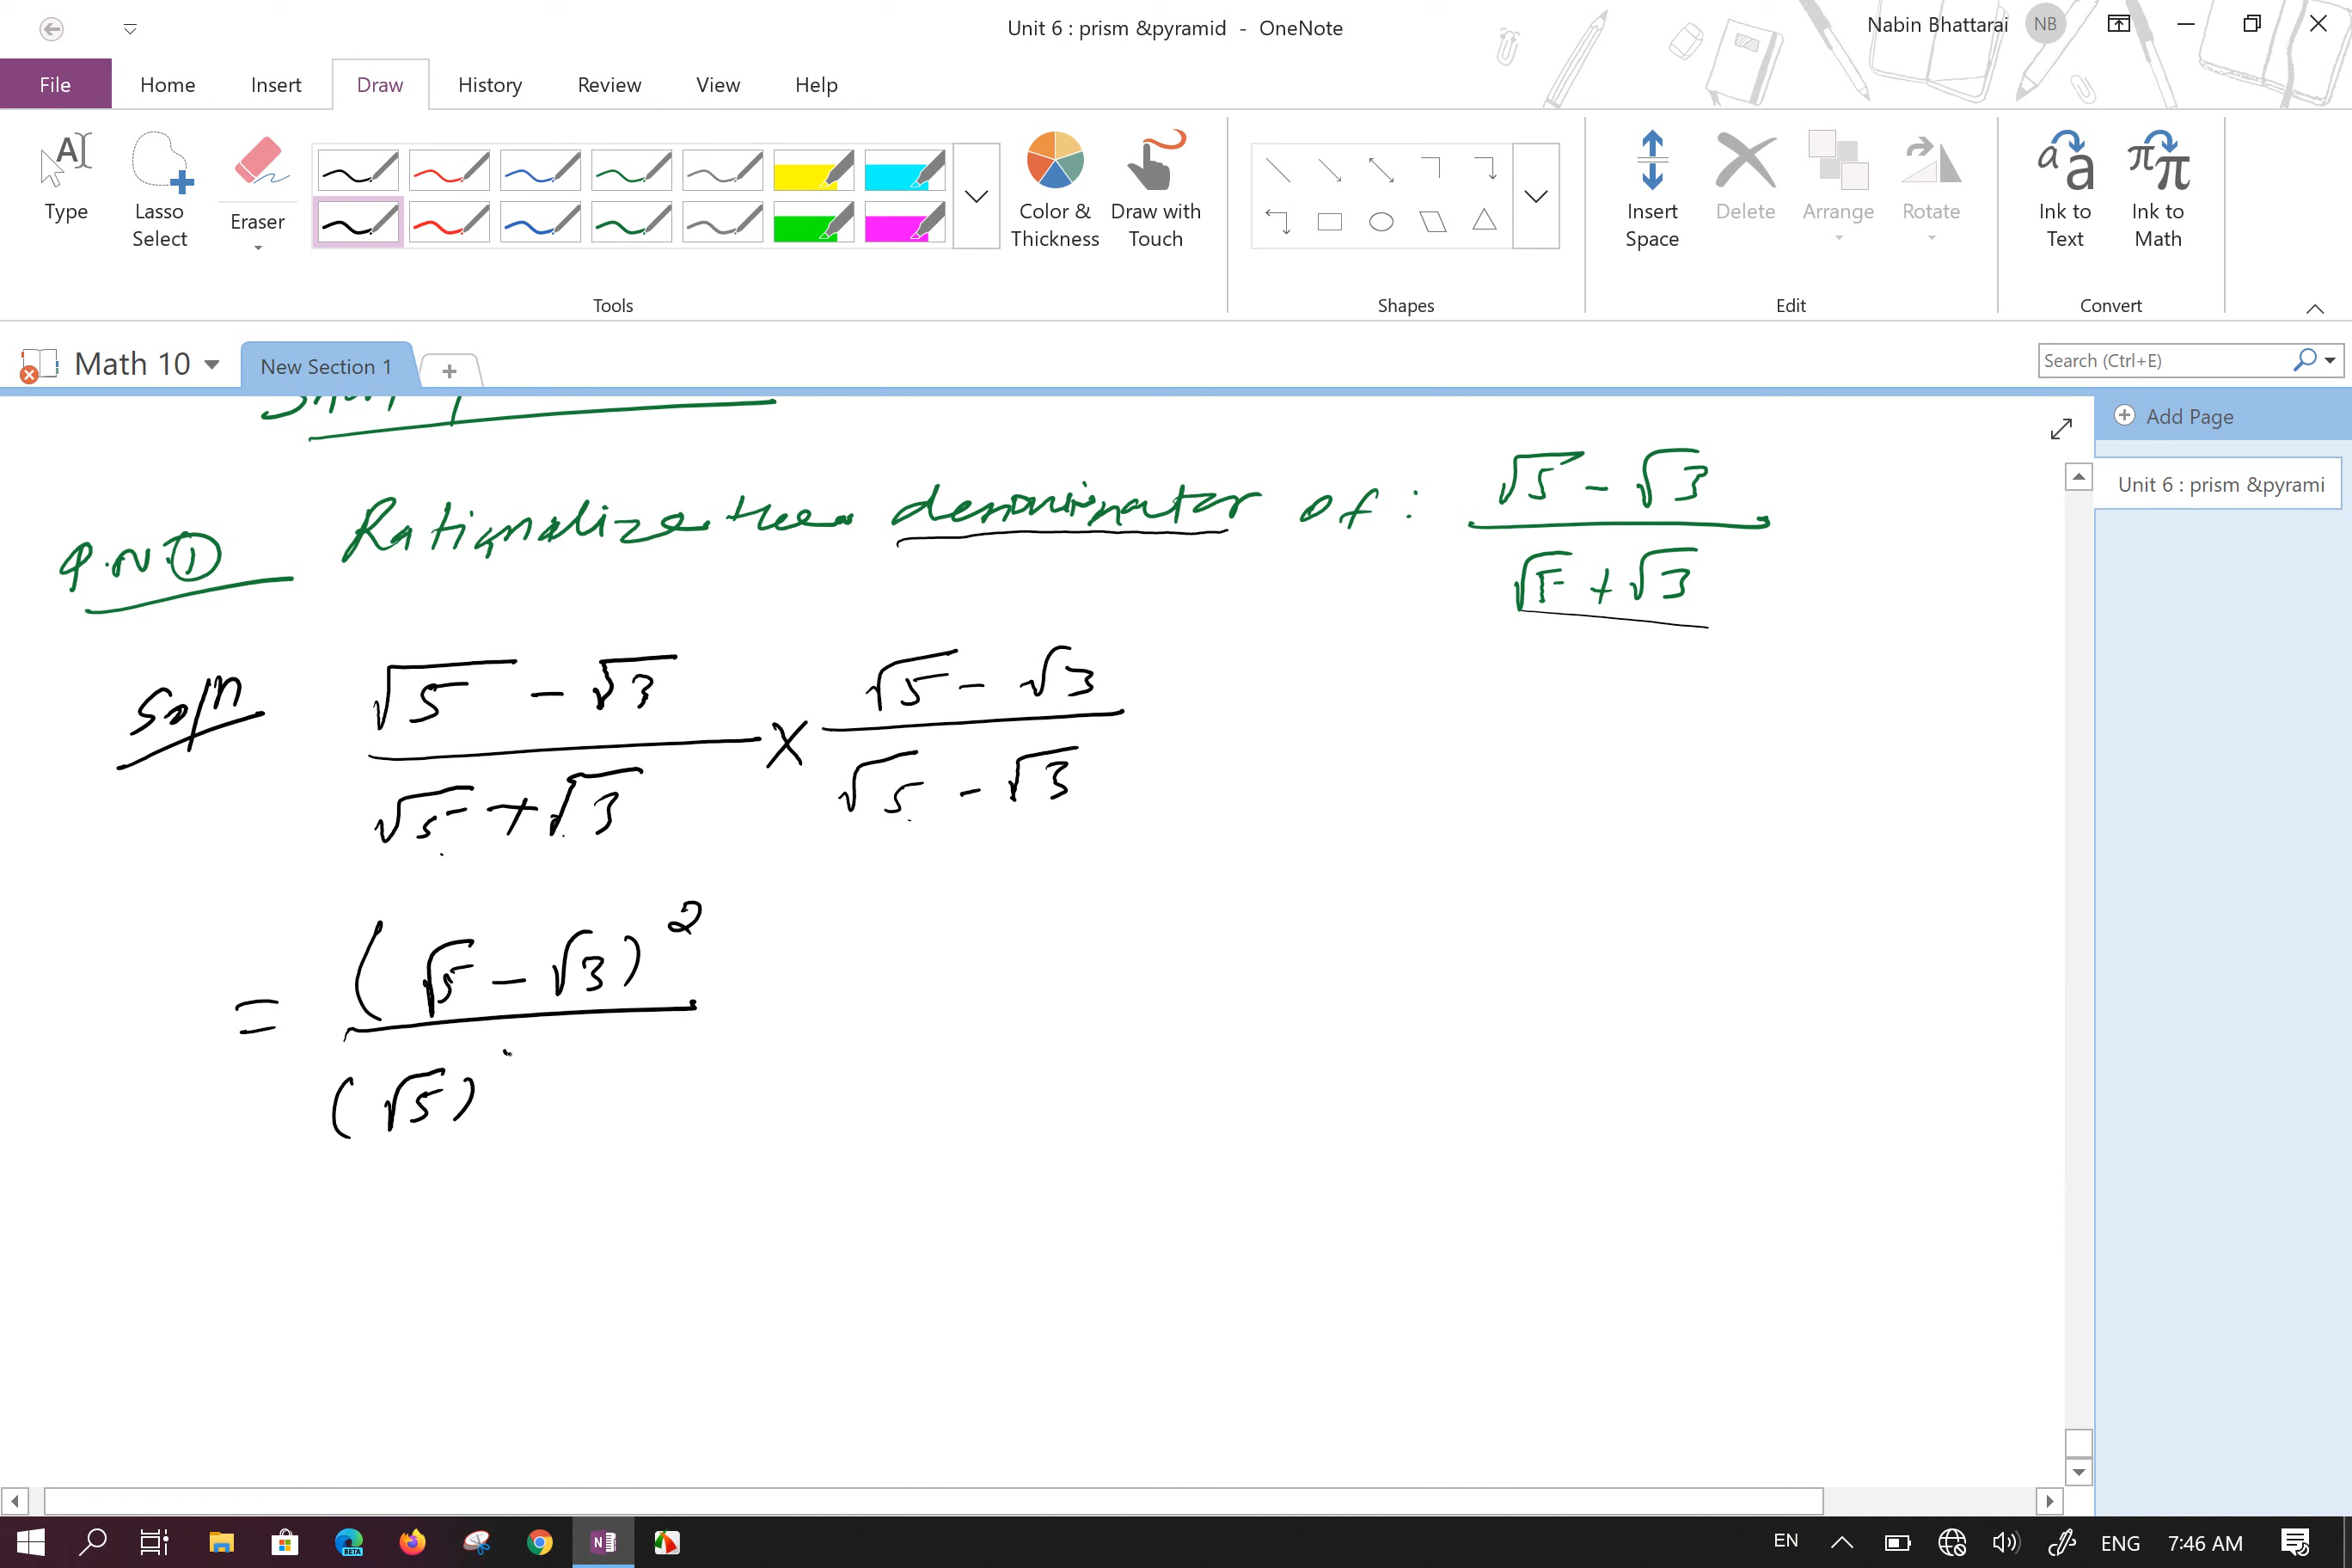 Unit 6 : prism &pyramid - OneNote
Nabin Bhattarai NB
File Home Insert Draw History Review View Help
Type
Lasso Select
Eraser
Color & Thickness
Draw with Touch
Insert Space
Delete
Arrange
Rotate
Ink to Text
Ink to Math
Tools Shapes Edit Convert
Math 10 New Section 1 +
Search (Ctrl+E)
Add Page
Unit 6 : prism &pyrami
Q.N ① Rationalize the denominator of : (√5 - √3)/(√5 + √3)
Soln (√5 - √3)/(√5 + √3) × (√5 - √3)/(√5 - √3)
= (√5 - √3)²
(√5)
EN ENG 7:46 AM